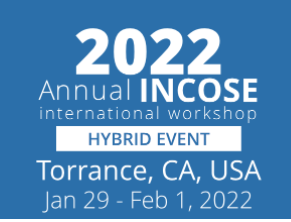 2022
Annual INCOSE
international workshop
HYBRID EVENT
Torrance, CA, USA
Jan 29 - Feb 1, 2022